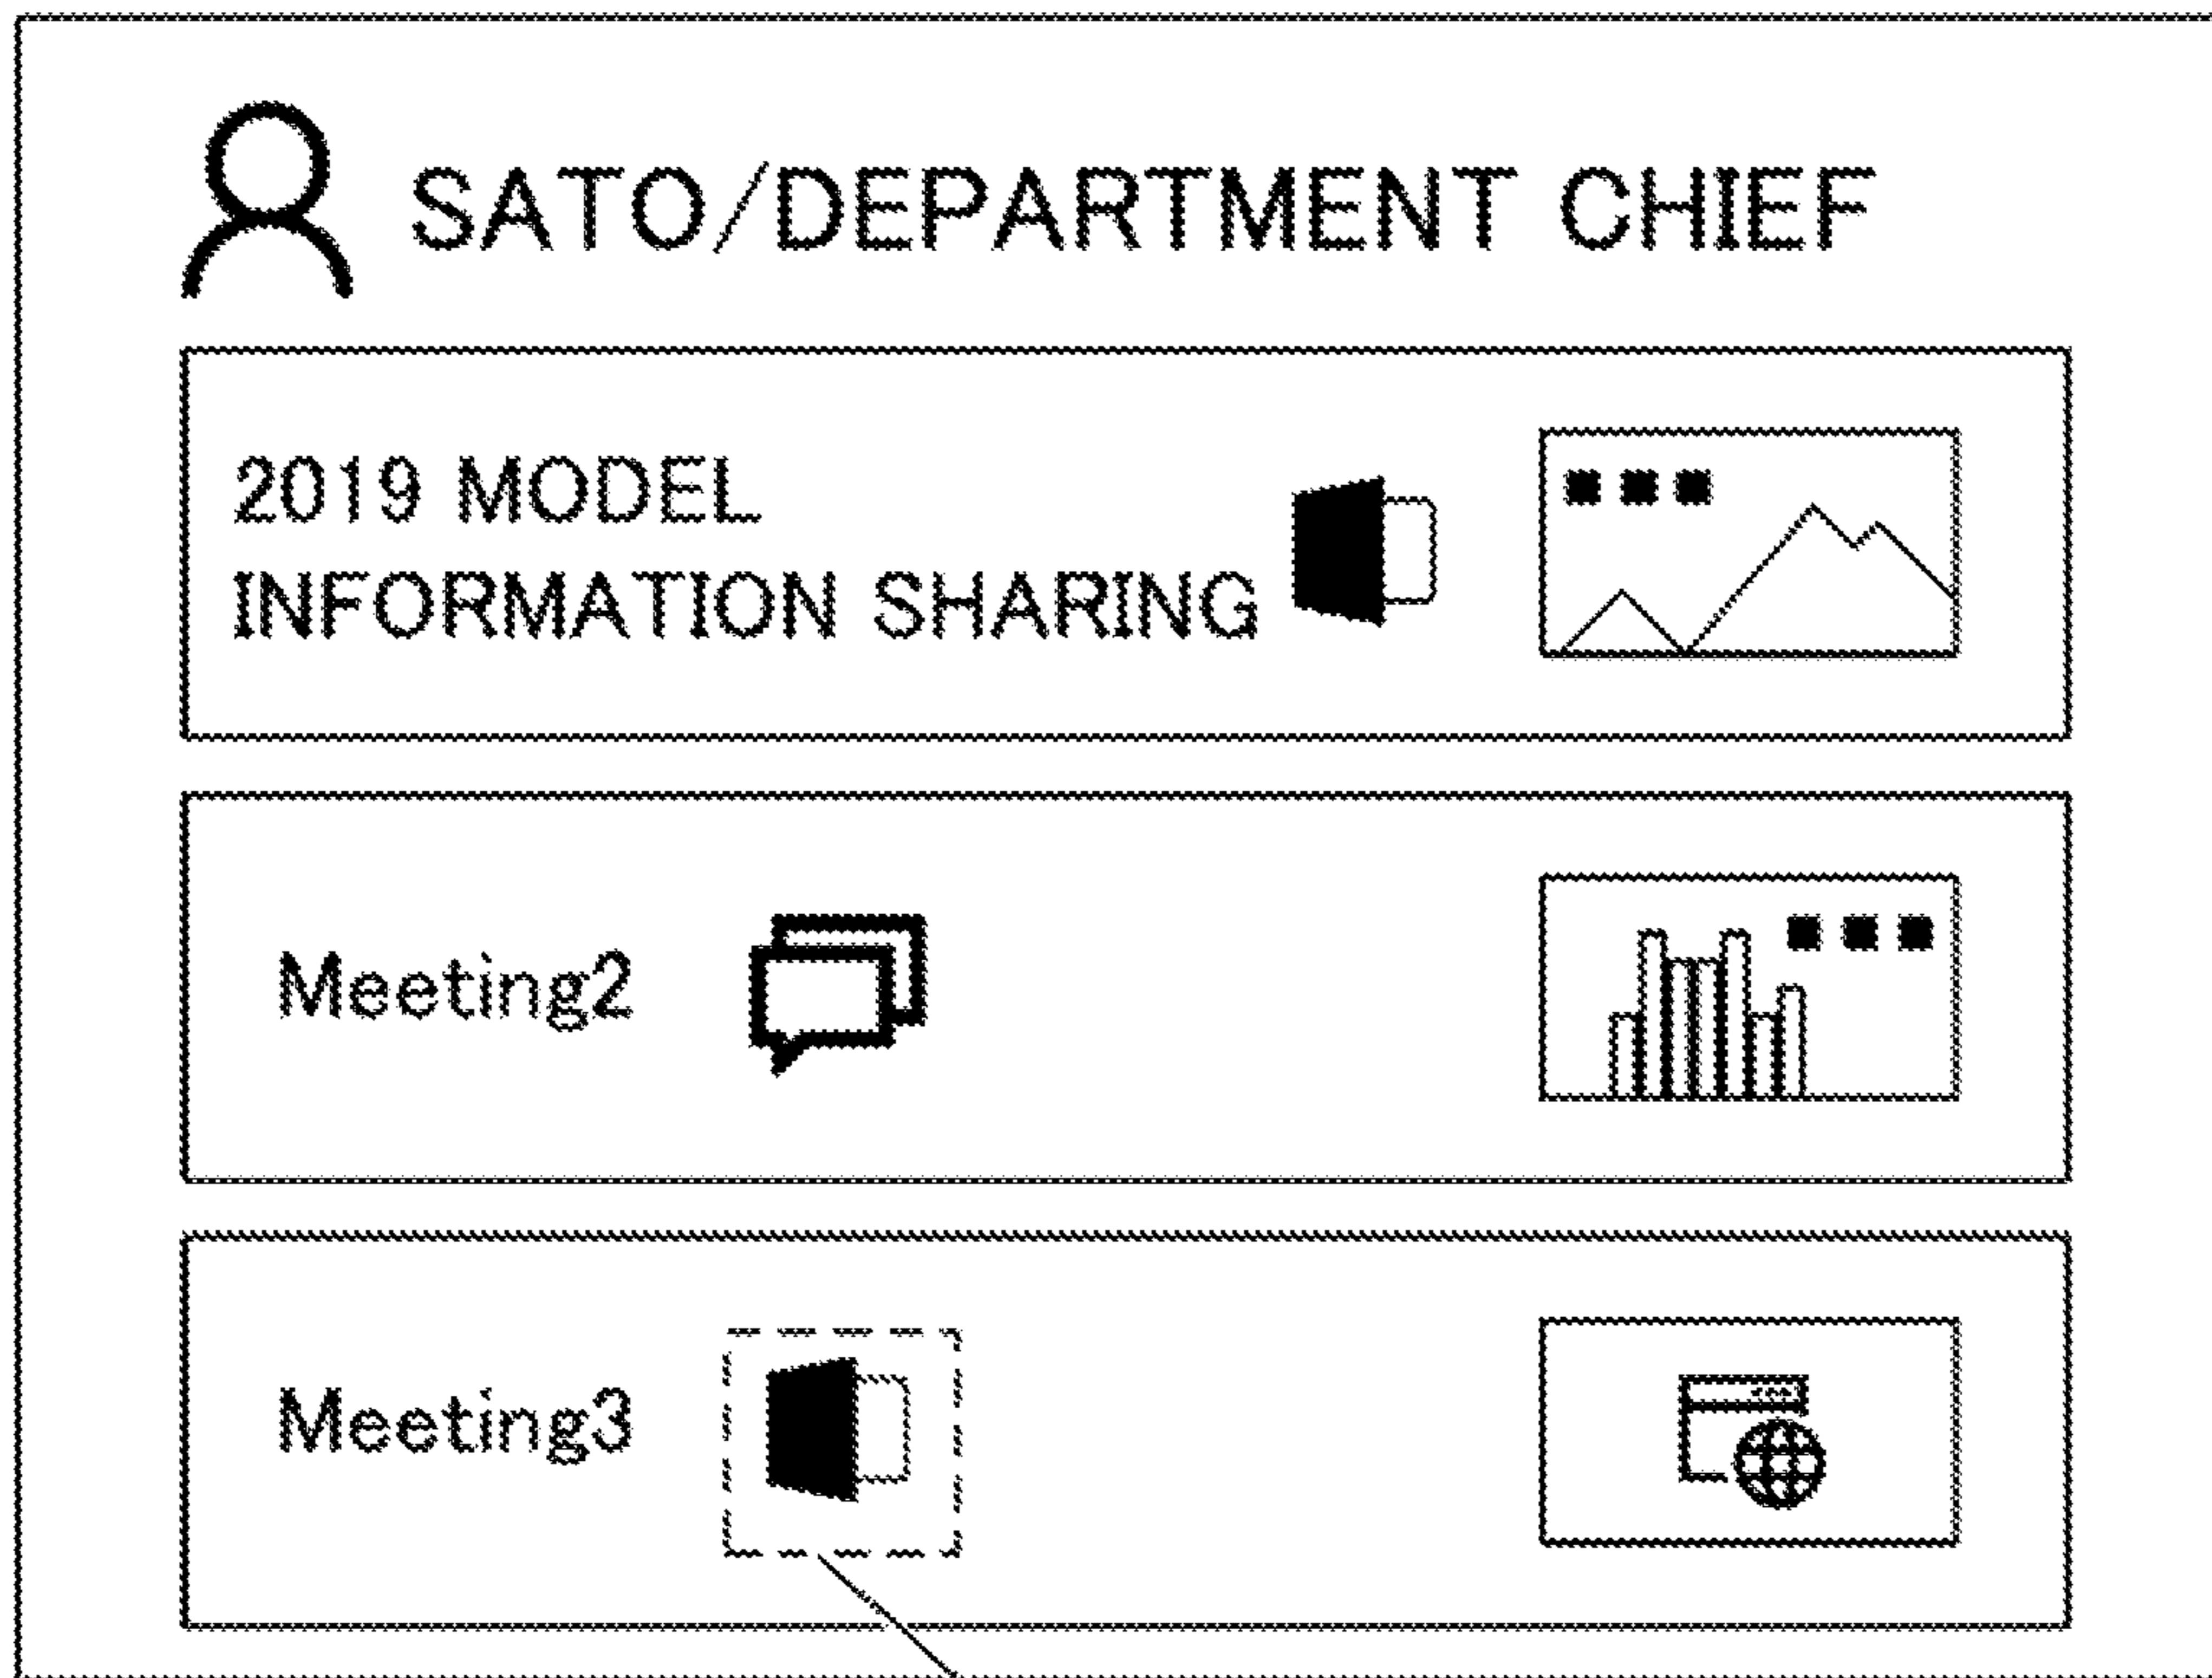 SATO/DEPARTMENT CHIEF
2019 MODEL
INFORMATION SHARING
Meeting2
Meeting3